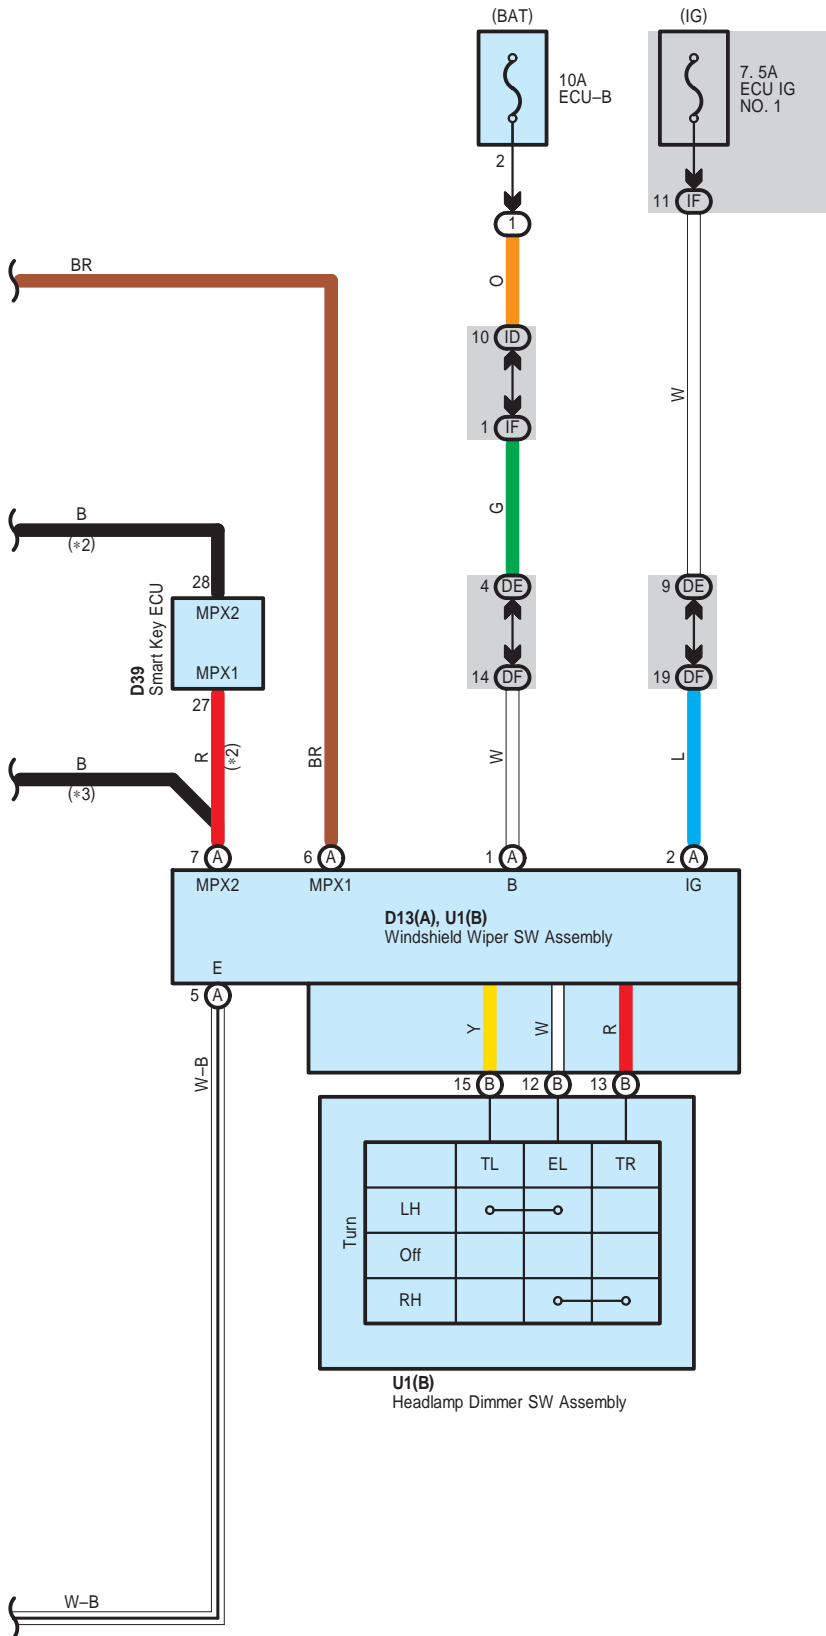 (BAT)
(IG)
10A
ECU–B
7. 5A
ECU IG
NO. 1
2
11 IF
1
BR
O
10 ID
1 IF
W
B
(∗2)
G
28
4 DE
9 DE
MPX2
MPX1
D39
Smart Key ECU
14 DF
19 DF
27
R
(∗2)
BR
W
L
B
(∗3)
7 A
6 A
1 A
2 A
MPX2
MPX1
B
IG
D13(A), U1(B)
Windshield Wiper SW Assembly
E
5 A
Y
W
R
W–B
15 B
12 B
13 B
TL
EL
TR
Turn
LH
Off
RH
U1(B)
Headlamp Dimmer SW Assembly
W–B